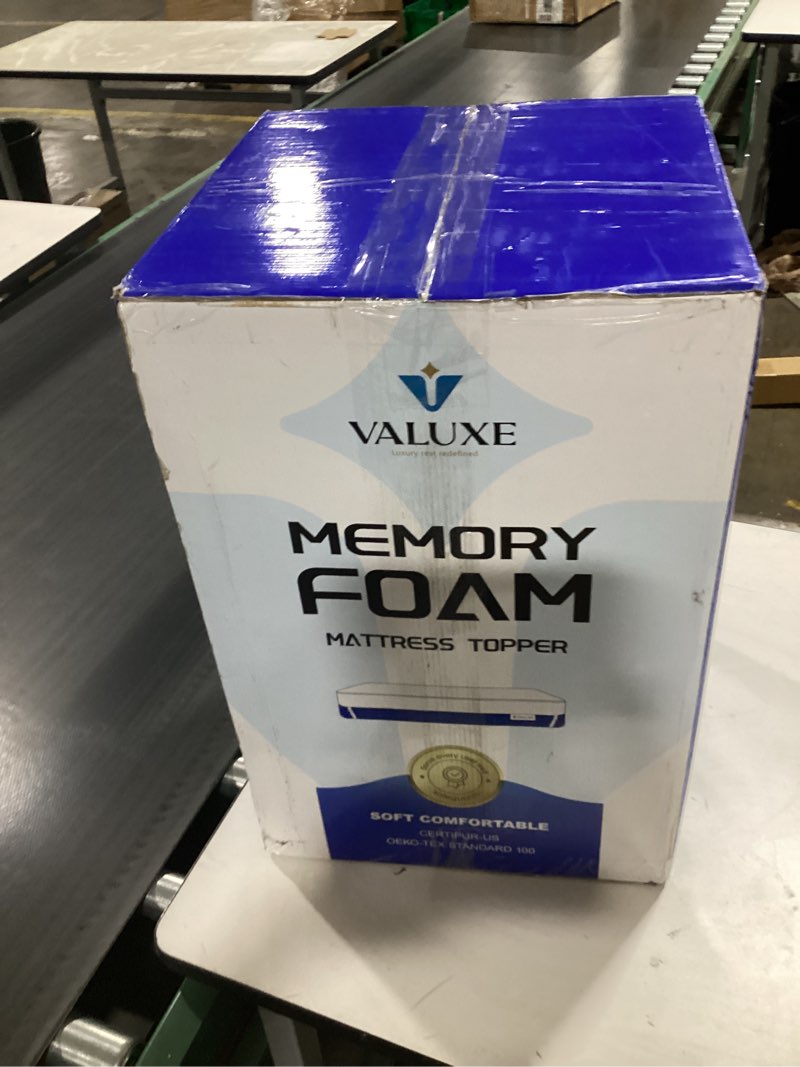 VALUXE
Luxury rest redefined
MEMORY
FOAM
MATTRESS TOPPER
SOFT COMFORTABLE
CERTIPUR-US
OEKO-TEX STANDARD 100